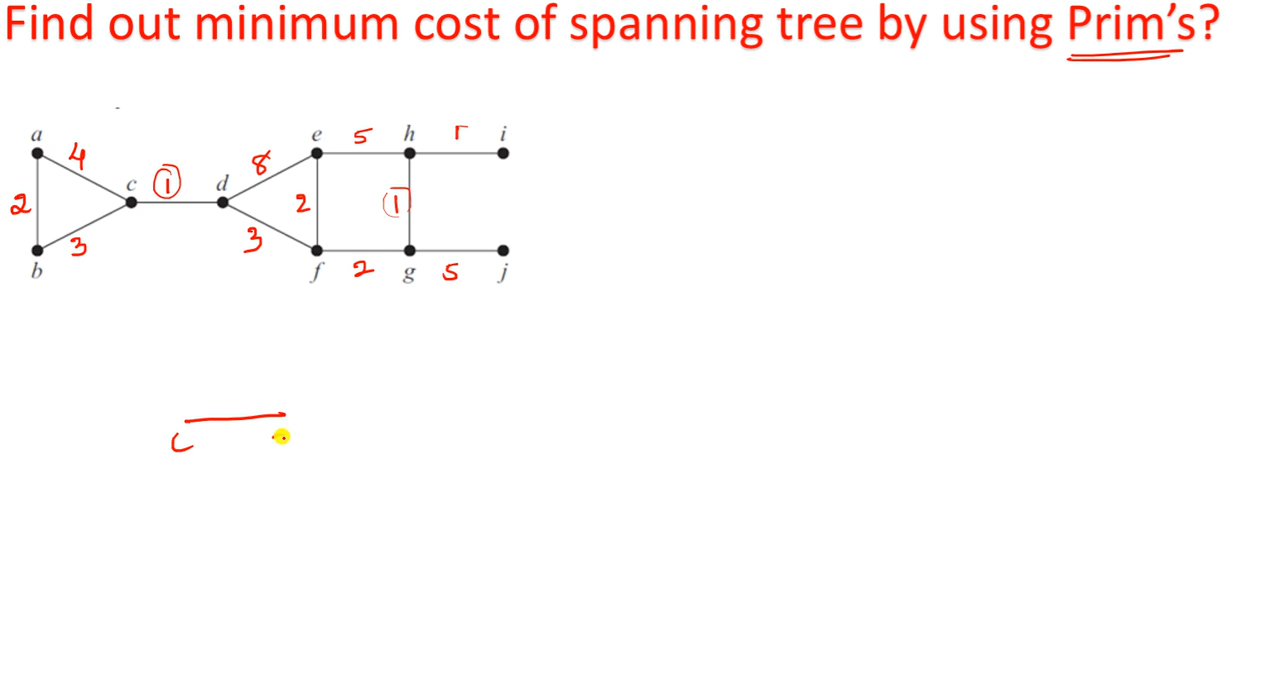 Find out minimum cost of spanning tree by using Prim's?
a 4 e 5 h r i
c 1 d 8
2 2 1
3 3
b f 2 g 5 j
c